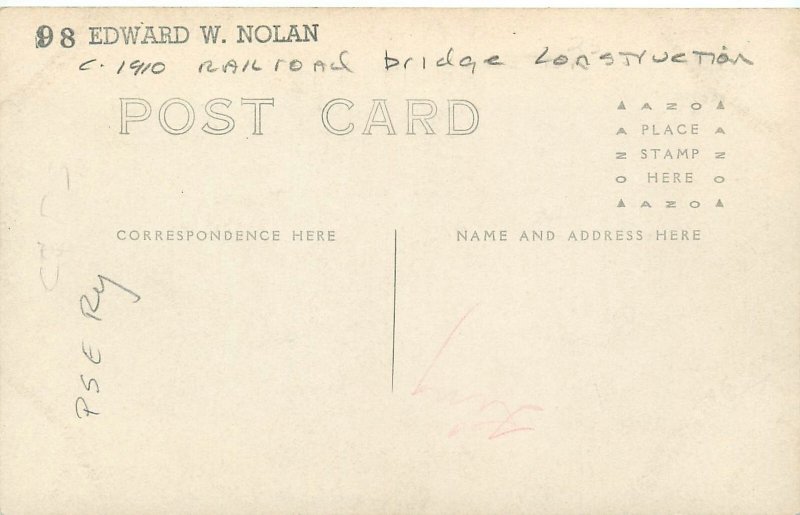 98 EDWARD W. NOLAN
c. 1910 RAILROAD bridge CONSTRUCTION
POST CARD
AZO
PLACE
STAMP
HERE
AZO
CORRESPONDENCE HERE
NAME AND ADDRESS HERE
PSE Ry